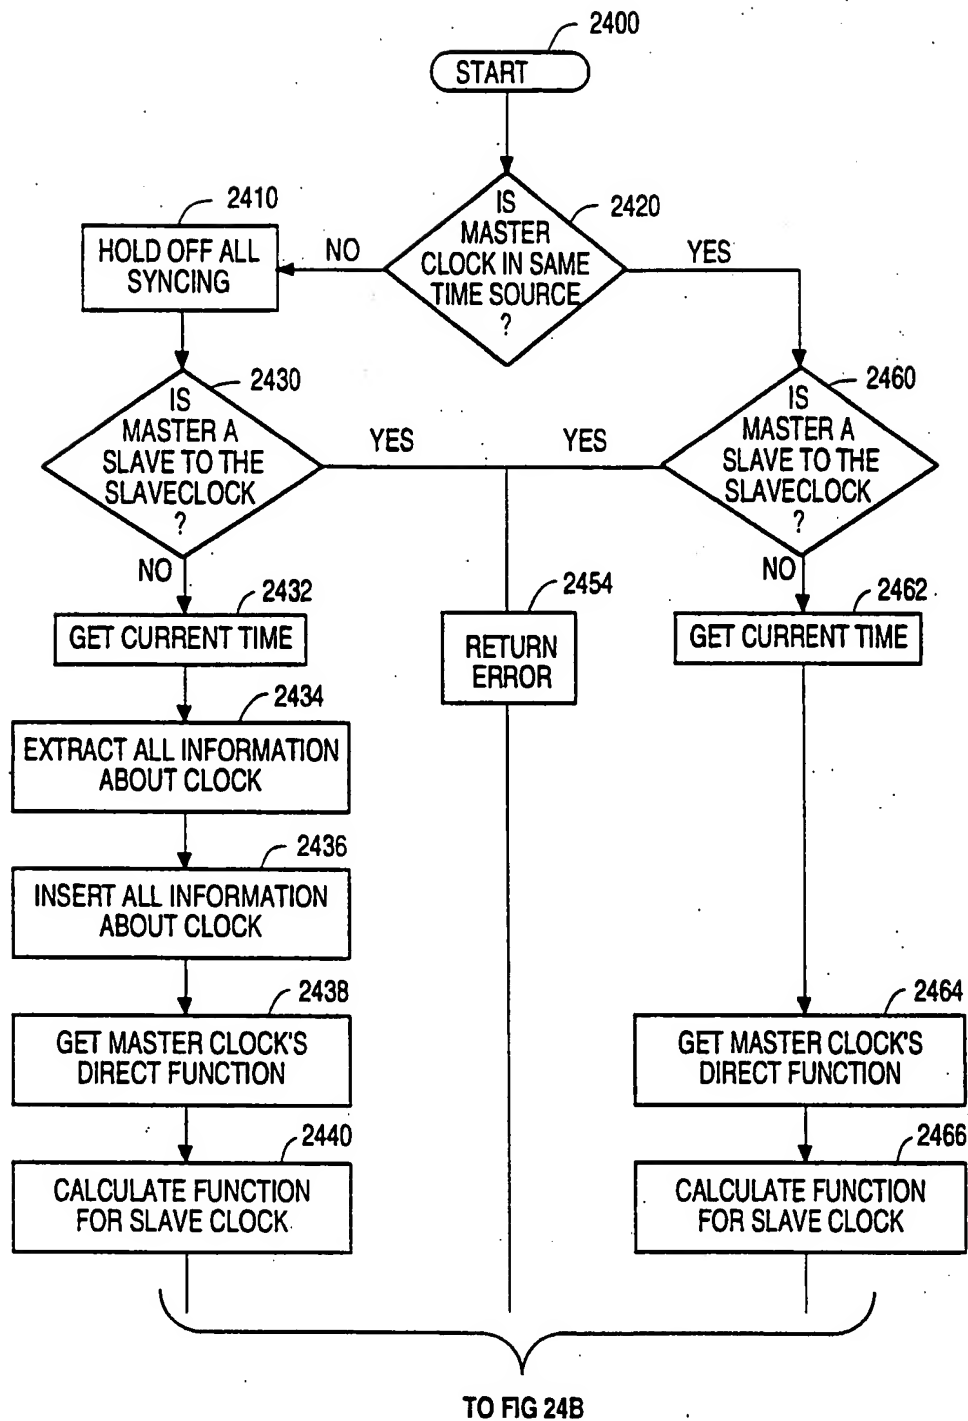 2400
START
2410
HOLD OFF ALL
SYNCING
NO
IS
MASTER
CLOCK IN SAME
TIME SOURCE
?
2420
YES
2430
IS
MASTER A
SLAVE TO THE
SLAVECLOCK
?
YES
YES
2460
IS
MASTER A
SLAVE TO THE
SLAVECLOCK
?
NO
NO
2432
GET CURRENT TIME
2454
RETURN
ERROR
2462
GET CURRENT TIME
2434
EXTRACT ALL INFORMATION
ABOUT CLOCK
2436
INSERT ALL INFORMATION
ABOUT CLOCK
2438
GET MASTER CLOCK'S
DIRECT FUNCTION
2464
GET MASTER CLOCK'S
DIRECT FUNCTION
2440
CALCULATE FUNCTION
FOR SLAVE CLOCK
2466
CALCULATE FUNCTION
FOR SLAVE CLOCK
TO FIG 24B